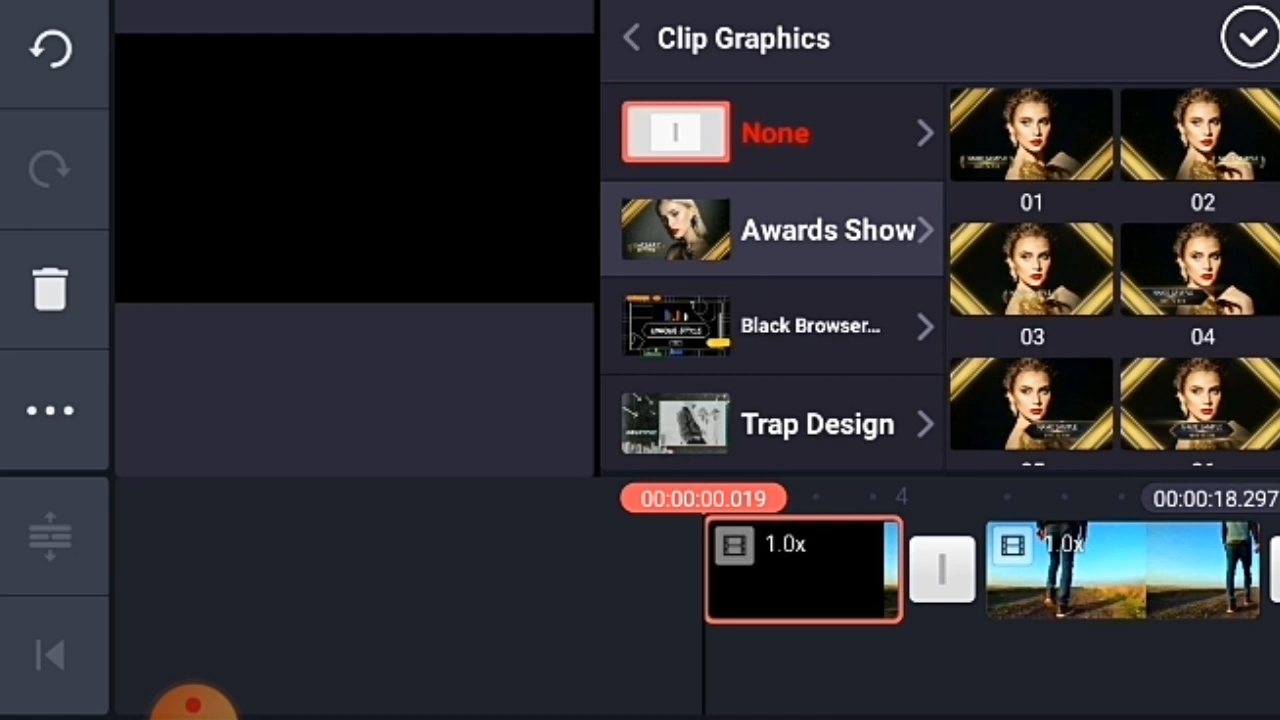 Clip Graphics
None
Awards Show
Black Browser...
Trap Design
01
02
03
04
00:00:00.019
4
00:00:18.297
1.0x
1.0x